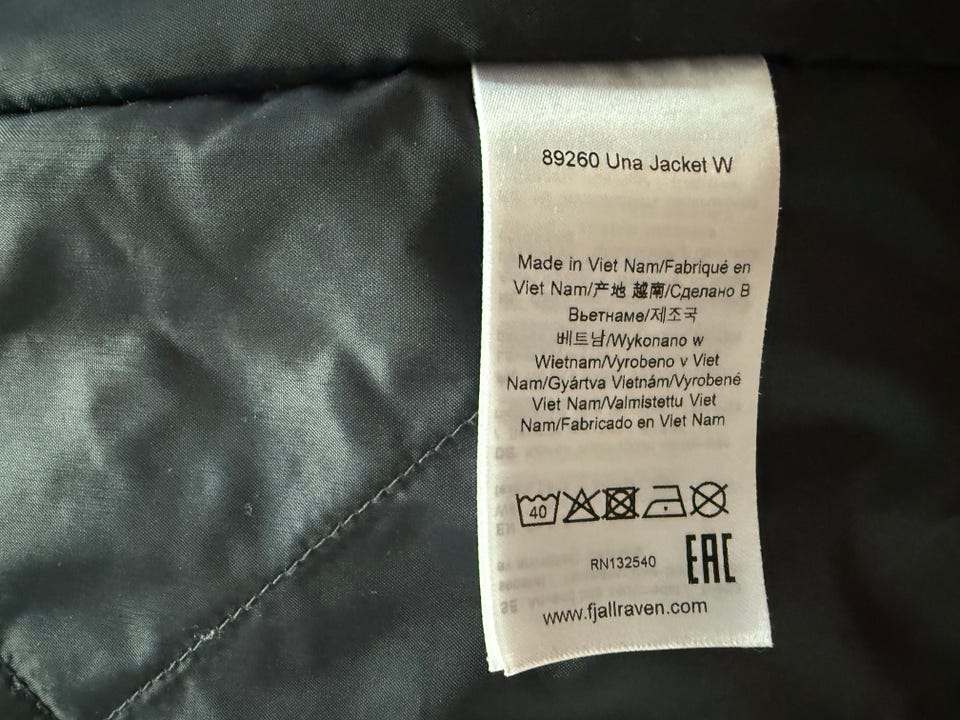 89260 Una Jacket W
Made in Viet Nam/Fabriqué en
Viet Nam/产地 越南/Сделано В
Вьетнаме/제조국
베트남/Wykonano w
Wietnam/Vyrobeno v Viet
Nam/Gyártva Vietnám/Vyrobené
Viet Nam/Valmistettu Viet
Nam/Fabricado en Viet Nam
40
RN132540 EAC
www.fjallraven.com